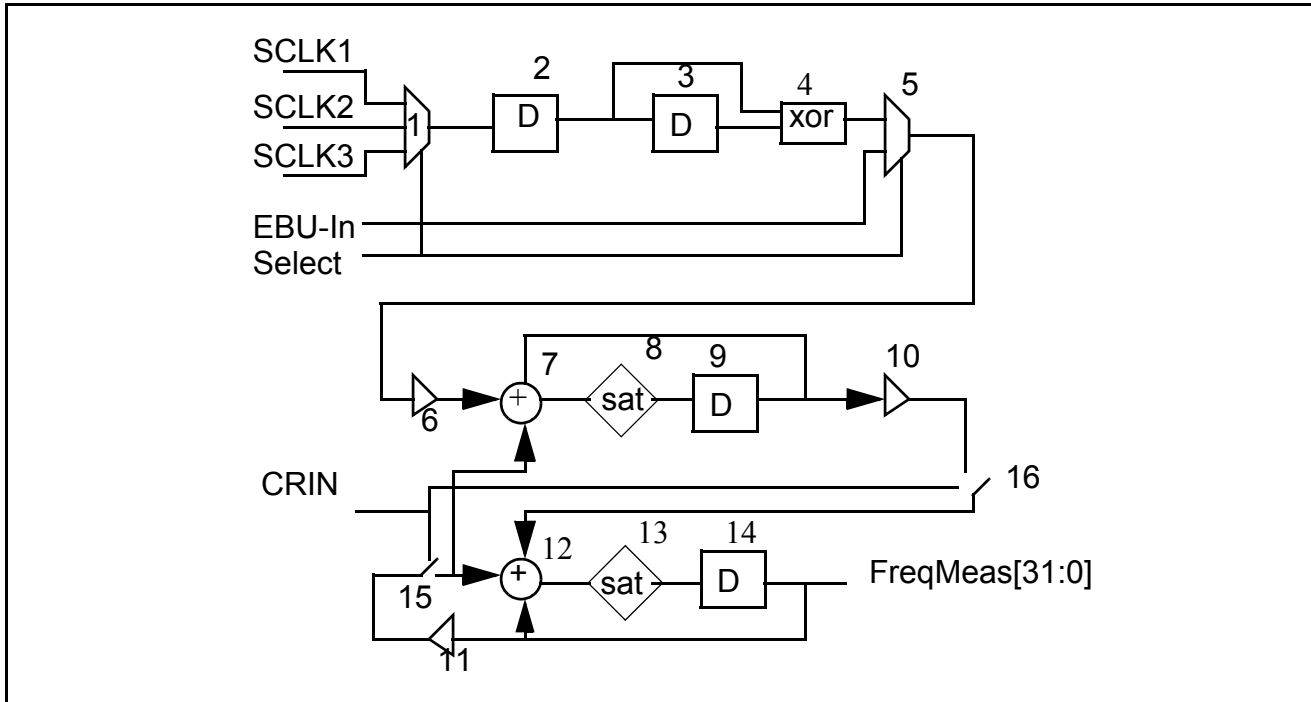 SCLK1
SCLK2
SCLK3
EBU-In
Select
1
2
D
3
D
4
xor
5
6
7
+
8
sat
9
D
10
CRIN
16
15
11
12
+
13
sat
14
D
FreqMeas[31:0]